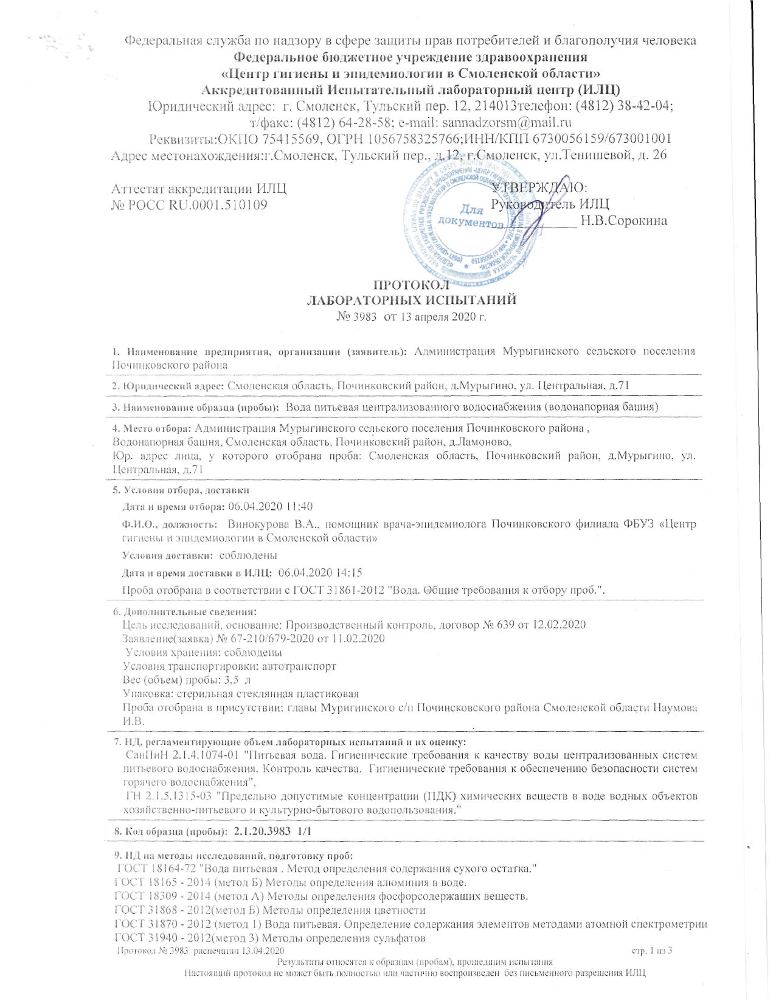 Федеральная служба по надзору в сфере защиты прав потребителей и благополучия человека
Федеральное бюджетное учреждение здравоохранения
«Центр гигиены и эпидемиологии в Смоленской области»
Аккредитованный Испытательный лабораторный центр (ИЛЦ)
Юридический адрес: г. Смоленск, Тульский пер. 12, 214013телефон: (4812) 38-42-04;
т/факс: (4812) 64-28-58; e-mail: sannadzorsm@mail.ru
Реквизиты:ОКПО 75415569, ОГРН 1056758325766;ИНН/КПП 6730056159/673001001
Адрес местонахождения:г.Смоленск, Тульский пер., д.12, г.Смоленск, ул.Тенишевой, д. 26
Аттестат аккредитации ИЛЦ
№ РОСС RU.0001.510109
УТВЕРЖДАЮ:
Руководитель ИЛЦ
____________ Н.В.Сорокина
Для
документов
ПРОТОКОЛ
ЛАБОРАТОРНЫХ ИСПЫТАНИЙ
№ 3983 от 13 апреля 2020 г.
1. Наименование предприятия, организации (заявитель): Администрация Мурыгинского сельского поселения
Починковского района
2. Юридический адрес: Смоленская область, Починковский район, д.Мурыгино, ул. Центральная, д.71
3. Наименование образца (пробы): Вода питьевая централизованного водоснабжения (водонапорная башня)
4. Место отбора: Администрация Мурыгинского сельского поселения Починковского района ,
Водонапорная башня, Смоленская область, Починковский район, д.Ламоново,
Юр. адрес лица, у которого отобрана проба: Смоленская область, Починковский район, д.Мурыгино, ул.
Центральная, д.71
5. Условия отбора, доставки
Дата и время отбора: 06.04.2020 11:40
Ф.И.О., должность: Винокурова В.А., помощник врача-эпидемиолога Починковского филиала ФБУЗ «Центр
гигиены и эпидемиологии в Смоленской области»
Условия доставки: соблюдены
Дата и время доставки в ИЛЦ: 06.04.2020 14:15
Проба отобрана в соответствии с ГОСТ 31861-2012 "Вода. Общие требования к отбору проб.".
6. Дополнительные сведения:
Цель исследований, основание: Производственный контроль, договор № 639 от 12.02.2020
Заявление(заявка) № 67-210/679-2020 от 11.02.2020
Условия хранения: соблюдены
Условия транспортировки: автотранспорт
Вес (объем) пробы: 3,5 л
Упаковка: стерильная стеклянная пластиковая
Проба отобрана в присутствии: главы Муригинского с/п Починсковского района Смоленской области Наумова
И.В.
7. НД, регламентирующие объем лабораторных испытаний и их оценку:
СанПиН 2.1.4.1074-01 "Питьевая вода. Гигиенические требования к качеству воды централизованных систем
питьевого водоснабжения. Контроль качества. Гигиенические требования к обеспечению безопасности систем
горячего водоснабжения",
ГН 2.1.5.1315-03 "Предельно допустимые концентрации (ПДК) химических веществ в воде водных объектов
хозяйственно-питьевого и культурно-бытового водопользования."
8. Код образца (пробы): 2.1.20.3983 1/1
9. НД на методы исследований, подготовку проб:
ГОСТ 18164-72 "Вода питьевая . Метод определения содержания сухого остатка."
ГОСТ 18165 - 2014 (метод Б) Методы определения алюминия в воде.
ГОСТ 18309 - 2014 (метод А) Методы определения фосфорсодержащих веществ.
ГОСТ 31868 - 2012(метод Б) Методы определения цветности
ГОСТ 31870 - 2012 (метод 1) Вода питьевая. Определение содержания элементов методами атомной спектрометрии
ГОСТ 31940 - 2012(метод 3) Методы определения сульфатов
Протокол № 3983 распечатан 13.04.2020 стр. 1 из 3
Результаты относятся к образцам (пробам), прошедшим испытания
Настоящий протокол не может быть полностью или частично воспроизведен без письменного разрешения ИЛЦ